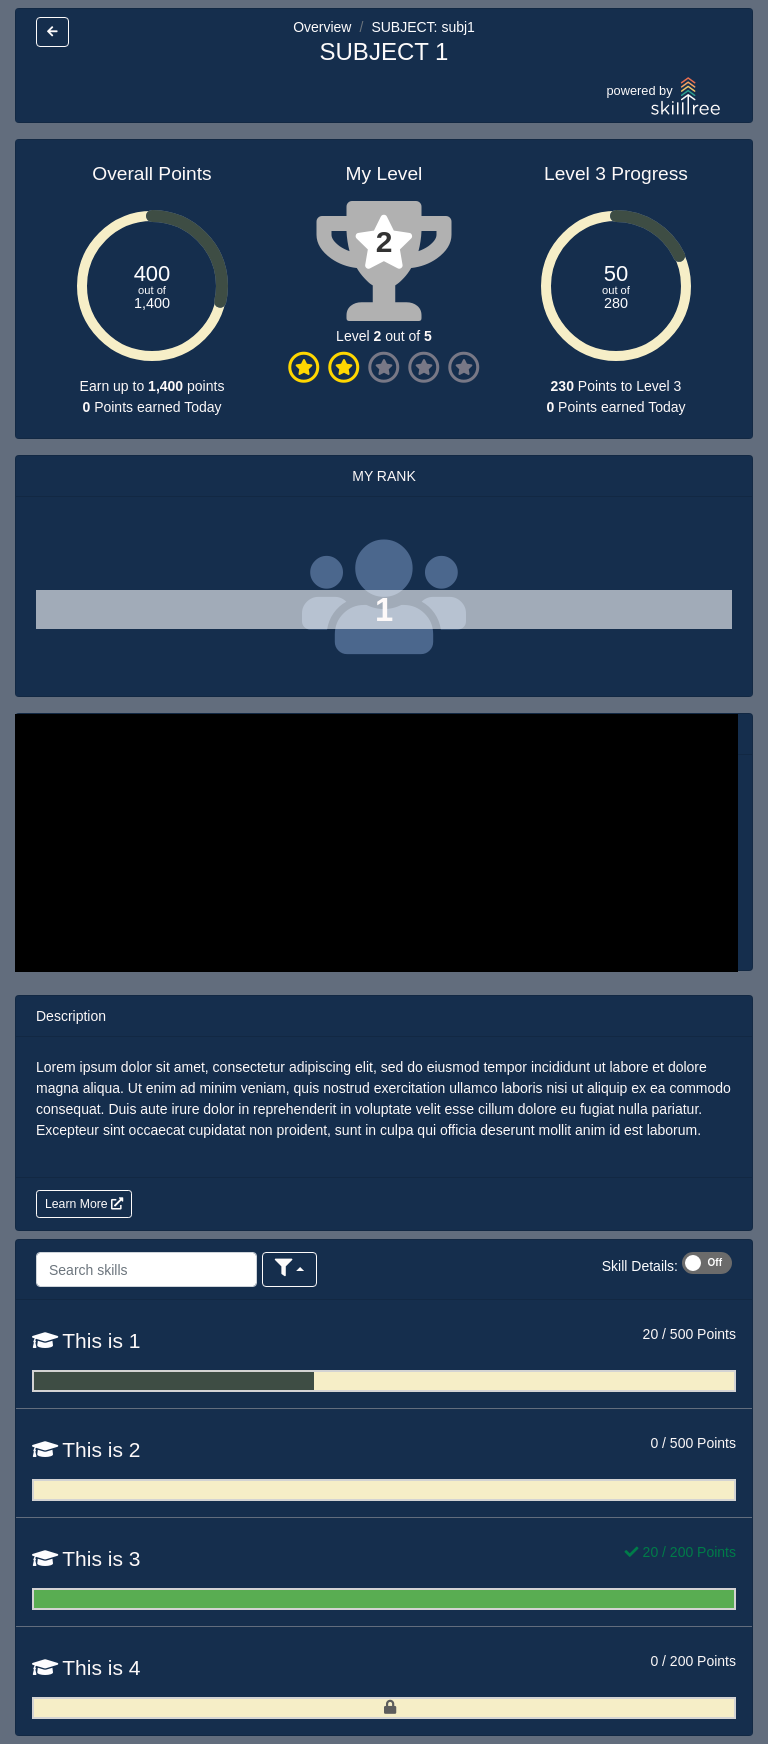 Overview / SUBJECT: subj1
SUBJECT 1
powered by
skilltree
Overall Points
400
out of
1,400
Earn up to 1,400 points
0 Points earned Today
My Level
2
Level 2 out of 5
Level 3 Progress
50
out of
280
230 Points to Level 3
0 Points earned Today
MY RANK
1
Description
Lorem ipsum dolor sit amet, consectetur adipiscing elit, sed do eiusmod tempor incididunt ut labore et dolore
magna aliqua. Ut enim ad minim veniam, quis nostrud exercitation ullamco laboris nisi ut aliquip ex ea commodo
consequat. Duis aute irure dolor in reprehenderit in voluptate velit esse cillum dolore eu fugiat nulla pariatur.
Excepteur sint occaecat cupidatat non proident, sunt in culpa qui officia deserunt mollit anim id est laborum.
Learn More
Search skills
Skill Details: Off
This is 1
20 / 500 Points
This is 2
0 / 500 Points
This is 3
20 / 200 Points
This is 4
0 / 200 Points